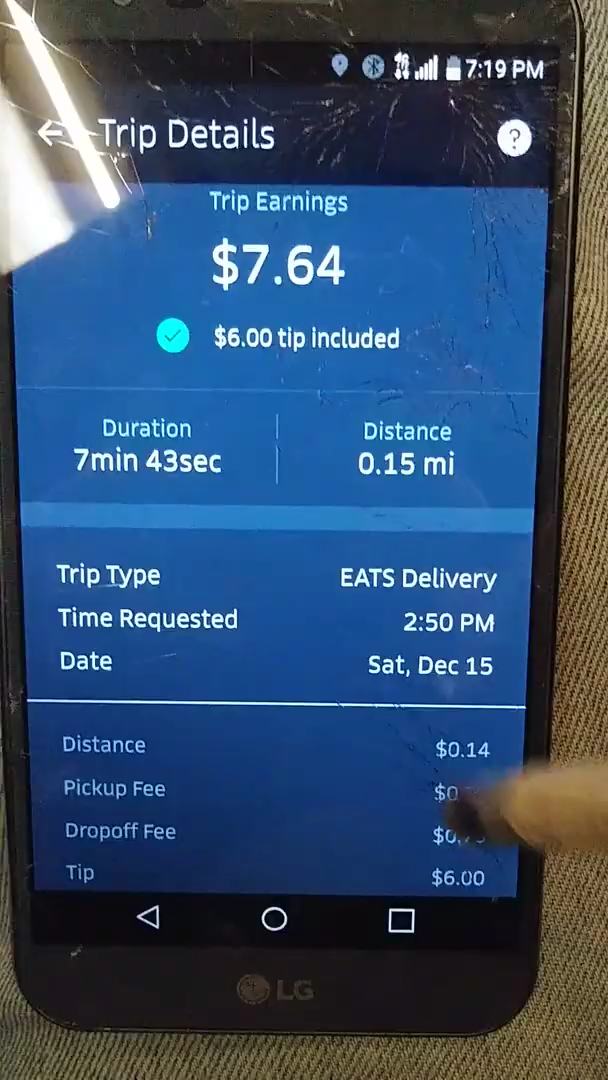 7:19 PM
Trip Details
?
Trip Earnings
$7.64
$6.00 tip included
Duration
Distance
7min 43sec
0.15 mi
Trip Type
EATS Delivery
Time Requested
2:50 PM
Date
Sat, Dec 15
Distance
$0.14
Pickup Fee
Dropoff Fee
Tip
$6.00
LG